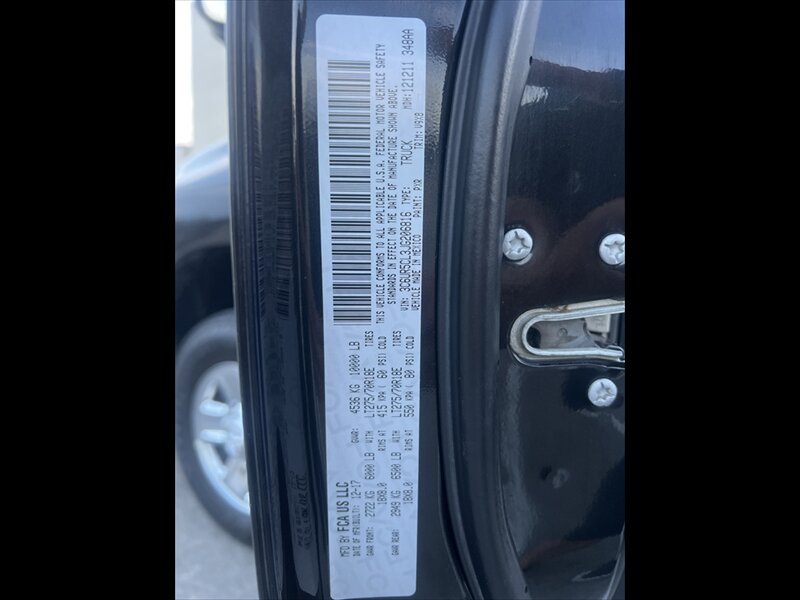 MFD BY FCA US LLC
DATE OF MFR(BUILT): 12-17 GVWR: 4536 KG 10000 LB
GAWR FRONT: 2722 KG 6000 LB WITH LT275/70R18E TIRES
18X8.0 RIMS AT 415 KPA ( 60 PSI) COLD
GAWR REAR: 2949 KG 6500 LB WITH LT275/70R18E TIRES
18X8.0 RIMS AT 550 KPA ( 80 PSI) COLD
THIS VEHICLE CONFORMS TO ALL APPLICABLE U.S.A. FEDERAL MOTOR VEHICLE SAFETY
STANDARDS IN EFFECT ON THE DATE OF MANUFACTURE SHOWN ABOVE.
VIN: 3C6UR5CL3JG206816 TYPE: TRUCK MDH: 121211 348AA
VEHICLE MADE IN MEXICO PAINT: PXR TRIM: V9X8